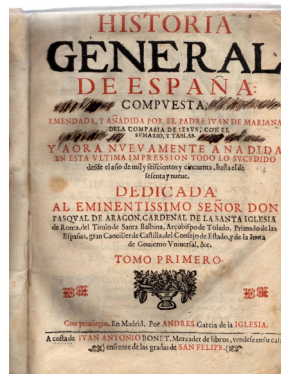 HISTORIA
GENERAL
DE ESPAÑA:
COMPVESTA,
EMENDADA, Y AÑADIDA POR EL PADRE IVAN DE MARIANA
DE LA COMPAÑIA DE IESVS; CON EL
SVMARIO, Y TABLAS.
Y AORA NVEVAMENTE AÑADIDA
EN ESTA VLTIMA IMPRESSION TODO LO SVCEDIDO
desde el año de mil y seiscientos y cincuenta, hasta el de
sesenta y nueue.
DEDICADA
AL EMINENTISSIMO SEÑOR DON
PASQVAL DE ARAGON, CARDENAL DE LA SANTA IGLESIA
de Roma, del Titulo de Santa Balbina, Arçobispo de Toledo, Primado de las
Españas, gran Canciller de Castilla, del Consejo de Estado, y de la Iunta
de Gouierno Vniuersal, &c.
TOMO PRIMERO.
Con priuilegio. En Madrid. Por ANDRES Garcia de la IGLESIA.
A costa de IVAN ANTONIO BONET, Mercader de libros, vendese en su casa
enfrente de las gradas de SAN FELIPE.